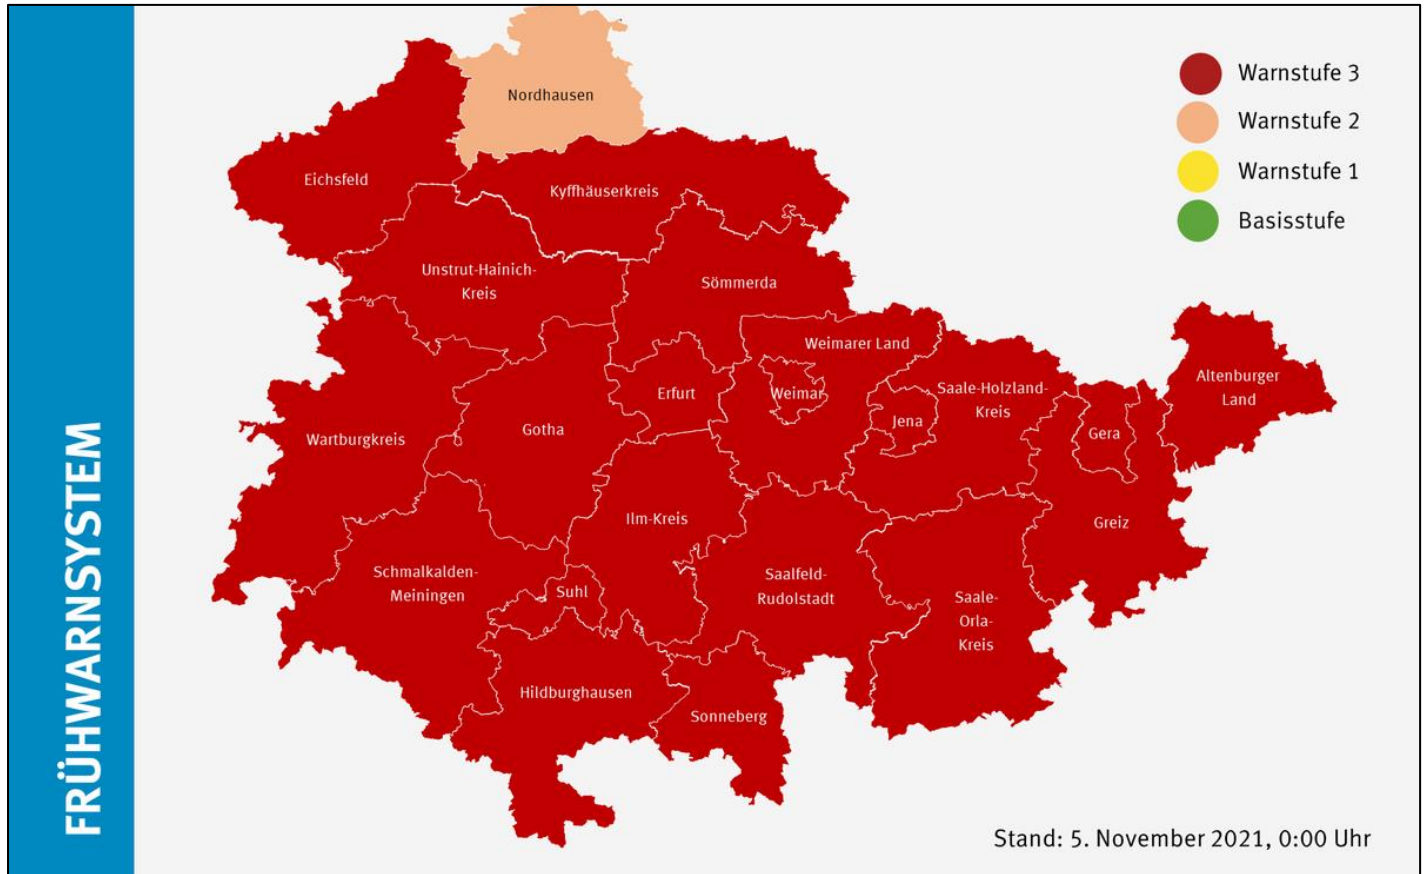 FRÜHWARNSYSTEM
Warnstufe 3
Warnstufe 2
Warnstufe 1
Basisstufe
Nordhausen
Eichsfeld
Kyffhäuserkreis
Unstrut-Hainich-
Kreis
Sömmerda
Weimarer Land
Altenburger
Land
Saale-Holzland-
Kreis
Erfurt
Weimar
Jena
Gera
Wartburgkreis
Gotha
Ilm-Kreis
Greiz
Schmalkalden-
Meiningen
Suhl
Saalfeld-
Rudolstadt
Saale-
Orla-
Kreis
Hildburghausen
Sonneberg
Stand: 5. November 2021, 0:00 Uhr